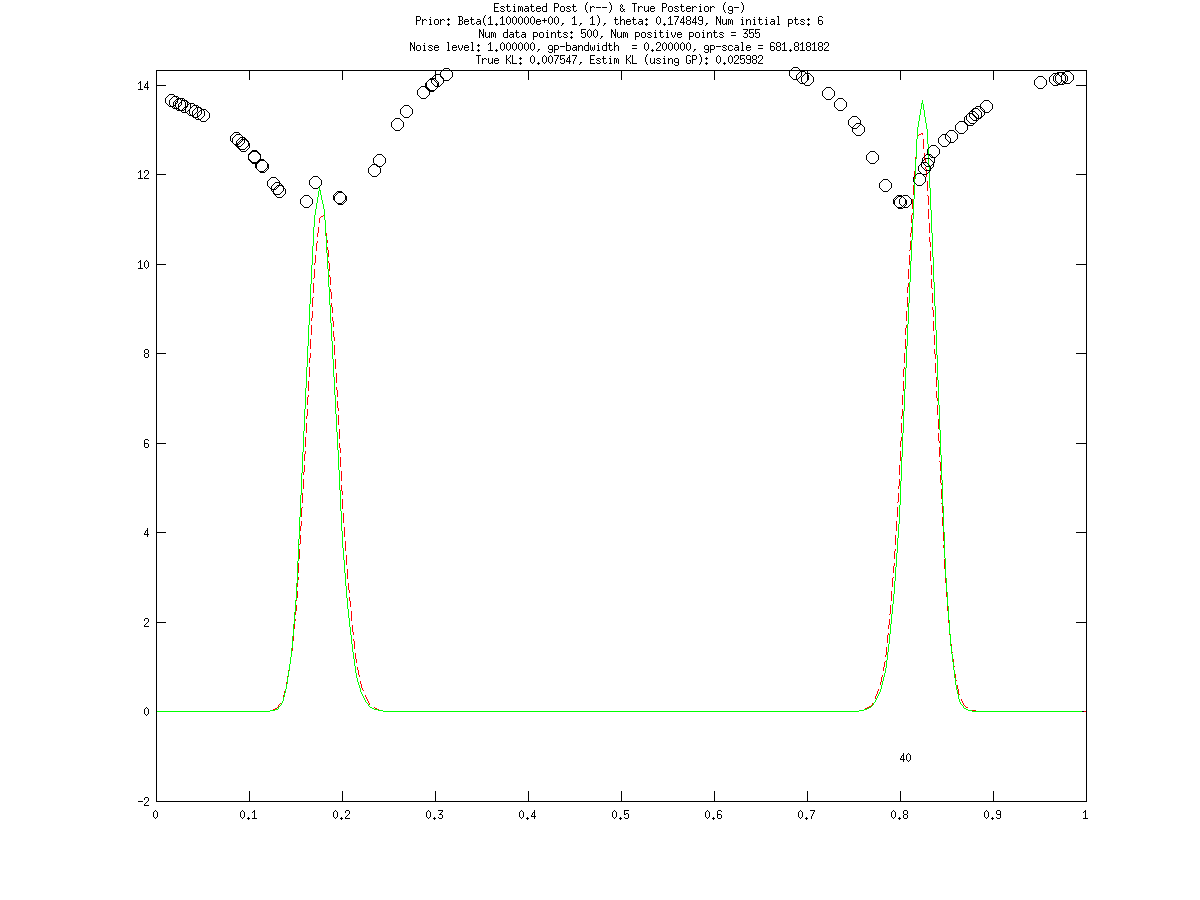 Estimated Post (r--) & True Posterior (g-)
Prior: Beta(1.100000e+00, 1, 1), theta: 0.174849, Num initial pts: 6
Num data points: 500, Num positive points = 355
Noise level: 1.000000, gp-bandwidth  = 0.200000, gp-scale = 681.818182
True KL: 0.007547, Estim KL (using GP): 0.025982
14
12
10
8
6
4
2
0
40
-2
0 0.1 0.2 0.3 0.4 0.5 0.6 0.7 0.8 0.9 1